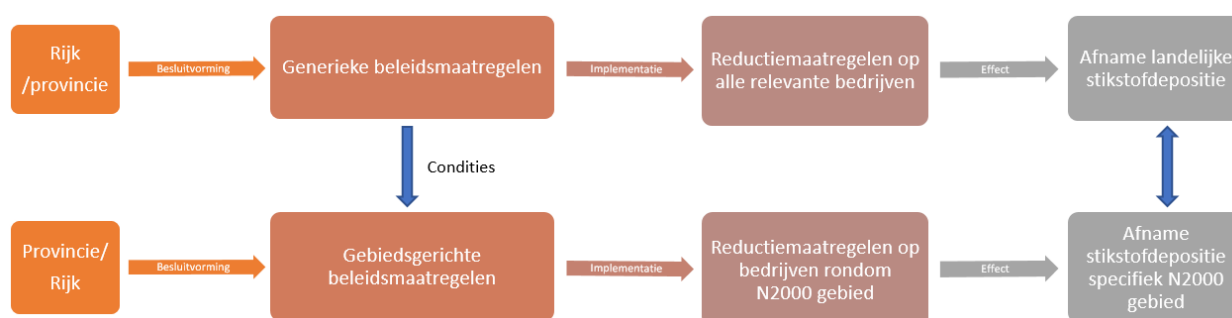 Rijk
/provincie
Besluitvorming
Generieke beleidsmaatregelen
Implementatie
Reductiemaatregelen op
alle relevante bedrijven
Effect
Afname landelijke
stikstofdepositie
Condities
Provincie/
Rijk
Besluitvorming
Gebiedsgerichte
beleidsmaatregelen
Implementatie
Reductiemaatregelen op
bedrijven rondom
N2000 gebied
Effect
Afname
stikstofdepositie
specifiek N2000
gebied